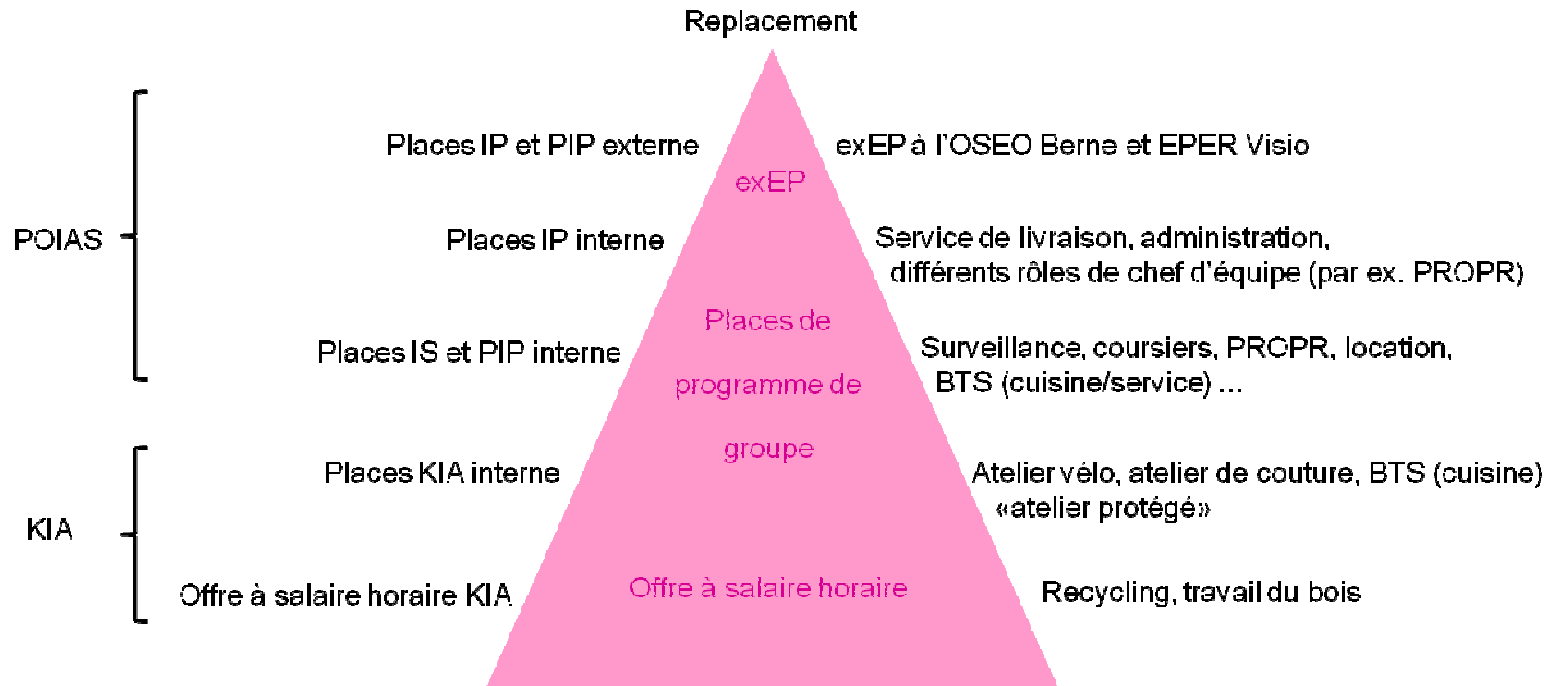 Replacement
Places IP et PIP externe
exEP à l'OSEO Berne et EPER Visio
exEP
POIAS
Places IP interne
Service de livraison, administration,
différents rôles de chef d'équipe (par ex. PROPR)
Places de
Places IS et PIP interne
Surveillance, coursiers, PROPR, location,
BTS (cuisine/service) ...
programme de
groupe
Places KIA interne
Atelier vélo, atelier de couture, BTS (cuisine)
«atelier protégé»
KIA
Offre à salaire horaire KIA
Offre à salaire horaire
Recycling, travail du bois